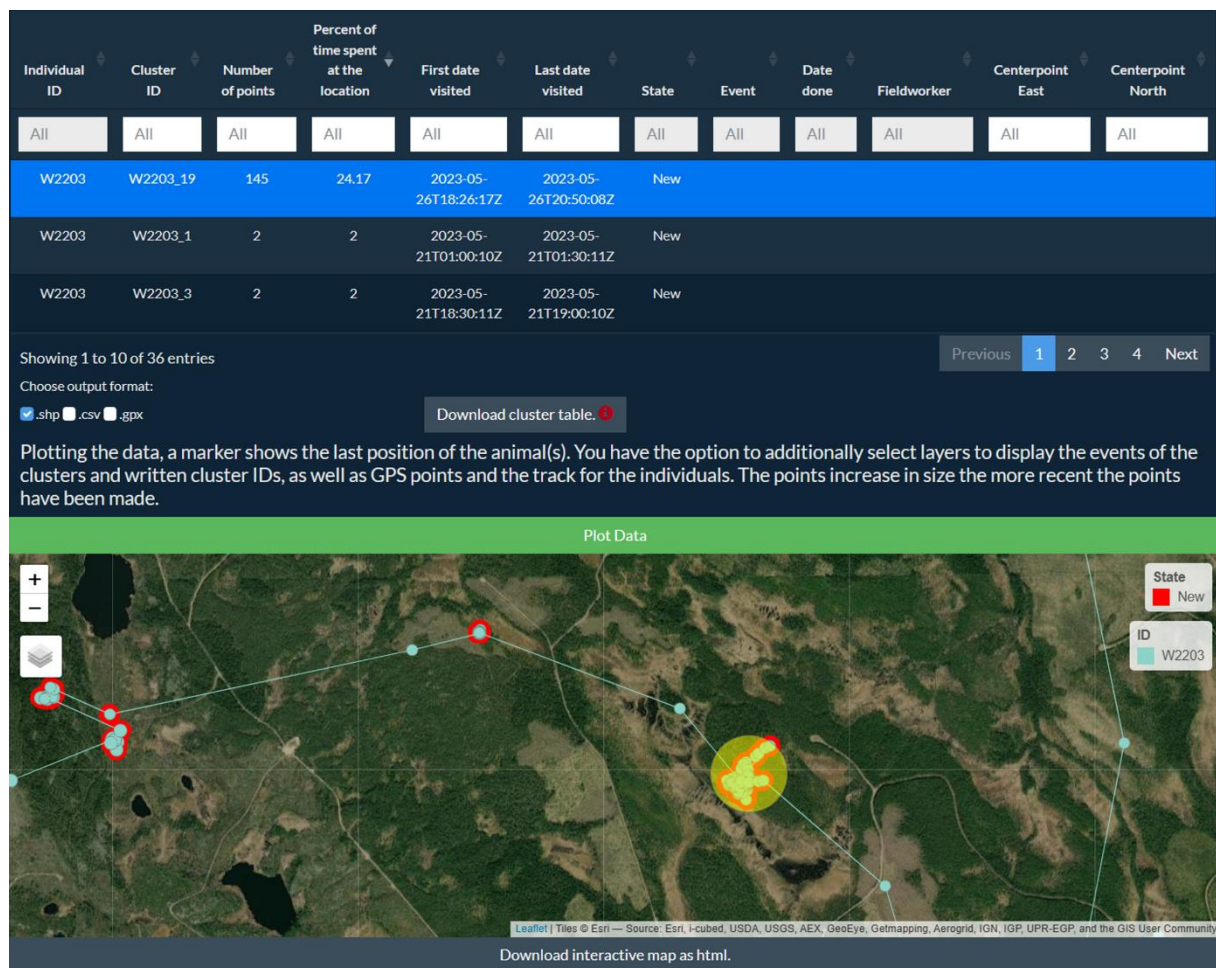 Individual ID
Cluster ID
Number of points
Percent of time spent at the location
First date visited
Last date visited
State
Event
Date done
Fieldworker
Centerpoint East
Centerpoint North
All All All All All All All All All All All All
W2203 W2203_19 145 24.17 2023-05-26T18:26:17Z 2023-05-26T20:50:08Z New
W2203 W2203_1 2 2 2023-05-21T01:00:10Z 2023-05-21T01:30:11Z New
W2203 W2203_3 2 2 2023-05-21T18:30:11Z 2023-05-21T19:00:10Z New
Showing 1 to 10 of 36 entries
Previous 1 2 3 4 Next
Choose output format:
.shp .csv .gpx
Download cluster table.
Plotting the data, a marker shows the last position of the animal(s). You have the option to additionally select layers to display the events of the
clusters and written cluster IDs, as well as GPS points and the track for the individuals. The points increase in size the more recent the points
have been made.
Plot Data
+
−
State
New
ID
W2203
Leaflet | Tiles © Esri — Source: Esri, i-cubed, USDA, USGS, AEX, GeoEye, Getmapping, Aerogrid, IGN, IGP, UPR-EGP, and the GIS User Community
Download interactive map as html.